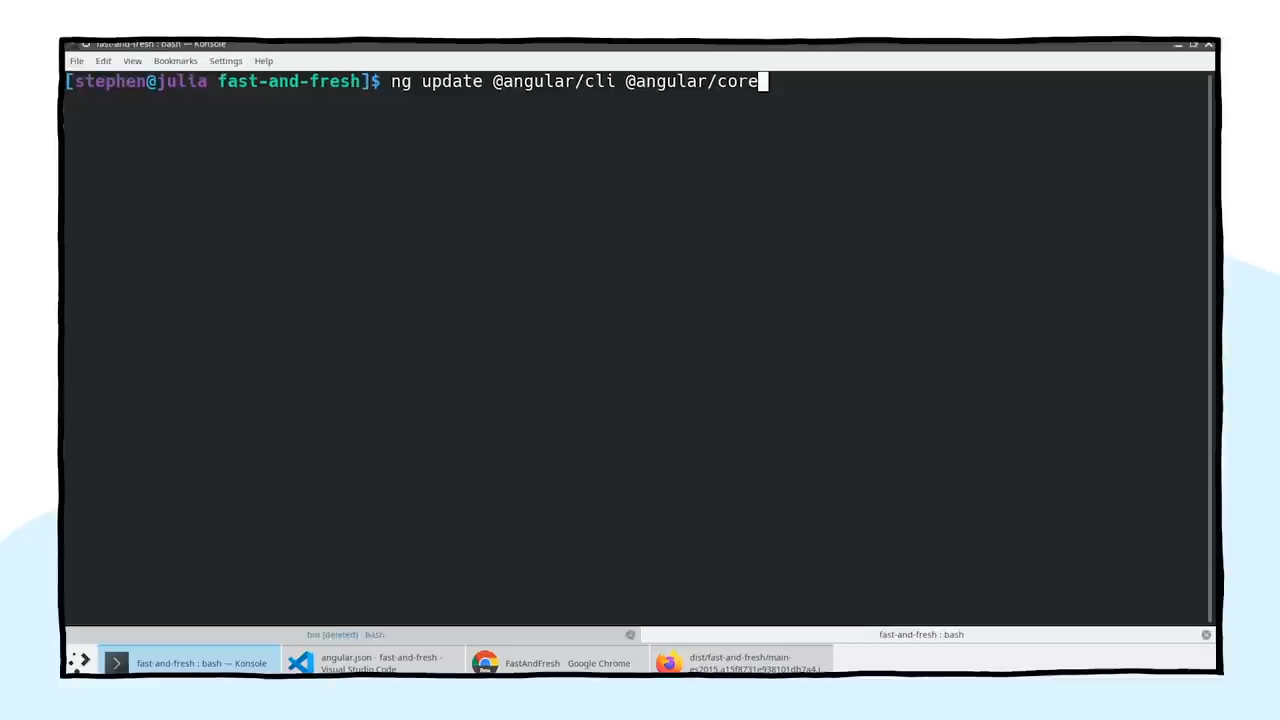 fast-and-fresh : bash — Konsole
File Edit View Bookmarks Settings Help
[stephen@julia fast-and-fresh]$ ng update @angular/cli @angular/core
bin [deleted] : bash
fast-and-fresh : bash
fast-and-fresh : bash — Konsole
angular.json - fast-and-fresh -
Visual Studio Code
FastAndFresh - Google Chrome
dist/fast-and-fresh/main-